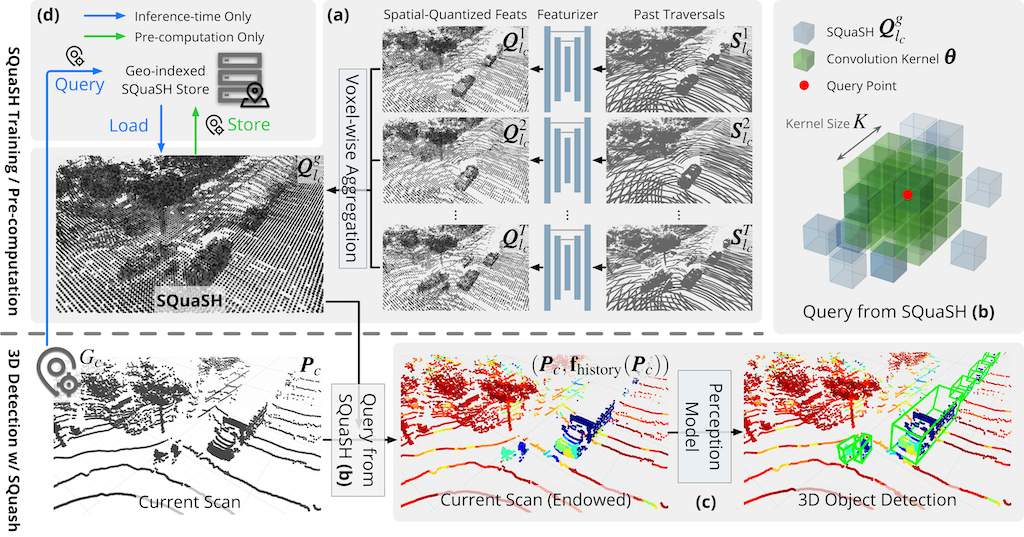 SQuaSH Training / Pre-computation
(d)
Inference-time Only
Pre-computation Only
Query
Geo-indexed
SQuaSH Store
Load
Store
(a)
Spatial-Quantized Feats
Featurizer
Past Traversals
Q^1_{l_c}
S^1_{l_c}
Q^2_{l_c}
S^2_{l_c}
...
...
...
Q^T_{l_c}
S^T_{l_c}
Voxel-wise Aggregation
Q^g_{l_c}
SQuaSH
SQuaSH Q^g_{l_c}
Convolution Kernel θ
Query Point
Kernel Size K
Query from SQuaSH (b)
3D Detection w/ SQuash
G_c
P_c
Current Scan
Query from
SQuaSH (b)
(P_c, f_history(P_c))
Current Scan (Endowed)
Perception
Model
(c)
3D Object Detection